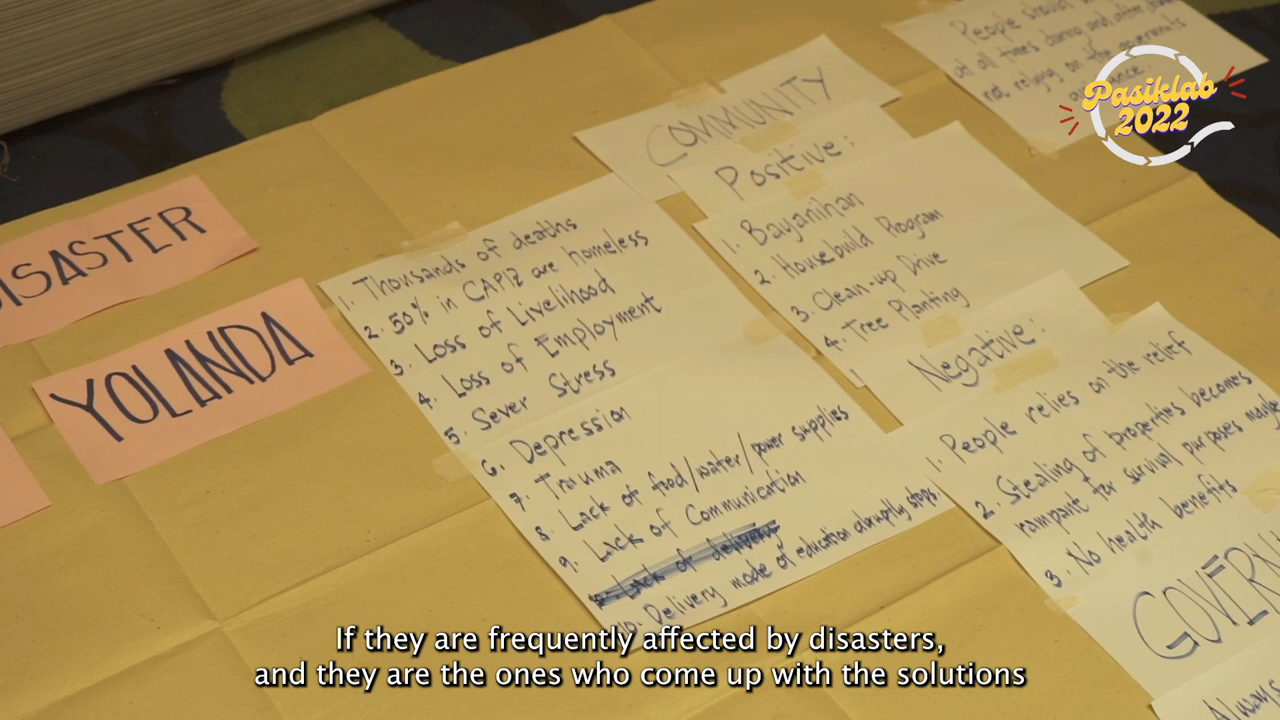 DISASTER
YOLANDA
1. Thousands of deaths
2. 50% in CAPIZ are homeless
3. Loss of Livelihood
4. Loss of Employment
5. Sever Stress
6. Depression
7. Trauma
8. Lack of food/water/power supplies
9. Lack of Communication
10. Lack of delivery
10. Delivery mode of education abruptly stops.
COMMUNITY
Positive:
1. Bayanihan
2. Housebuild Program
3. Clean-up Drive
4. Tree Planting
Negative:
1. People relies on the relief
2. Stealing of properties becomes
rampant for survival purposes
3. No health benefits
GOVERN
Always
People should
at all times during and after
not relying on the
Pasiklab
2022
If they are frequently affected by disasters,
and they are the ones who come up with the solutions